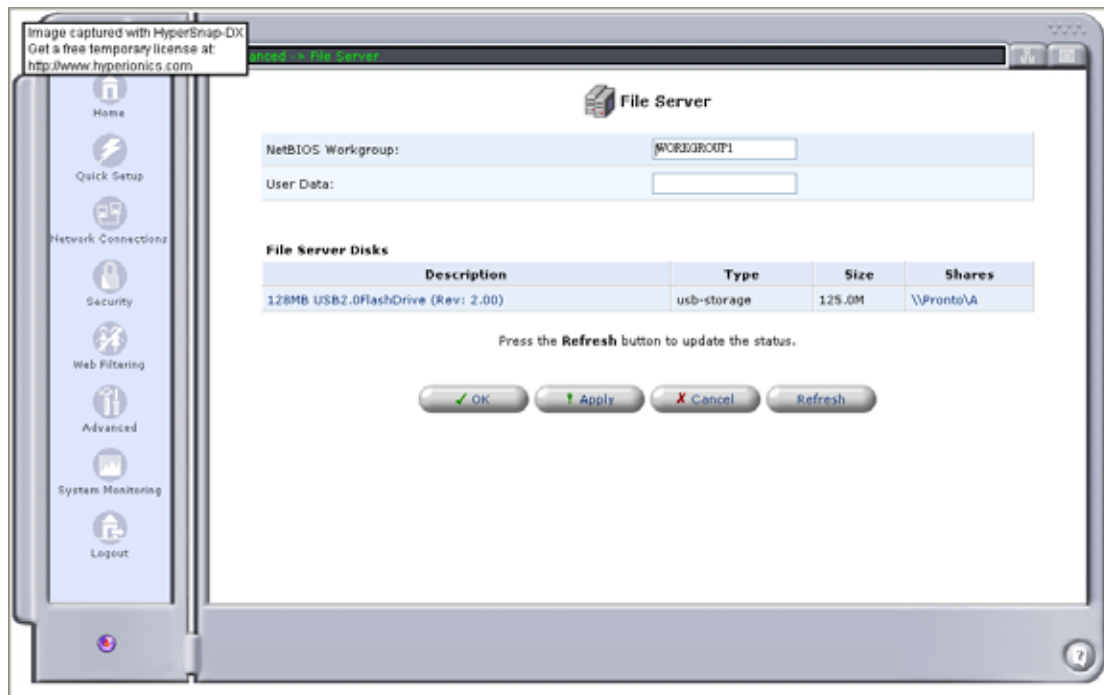 Image captured with HyperSnap-DX
Get a free temporary license at:
http://www.hyperionics.com
anced -> File Server
Home
Quick Setup
Network Connections
Security
Web Filtering
Advanced
System Monitoring
Logout
File Server
NetBIOS Workgroup: WORKGROUP1
User Data:
File Server Disks
Description Type Size Shares
128MB USB2.0FlashDrive (Rev: 2.00) usb-storage 125.0M \\Pronto\A
Press the Refresh button to update the status.
OK Apply Cancel Refresh
?